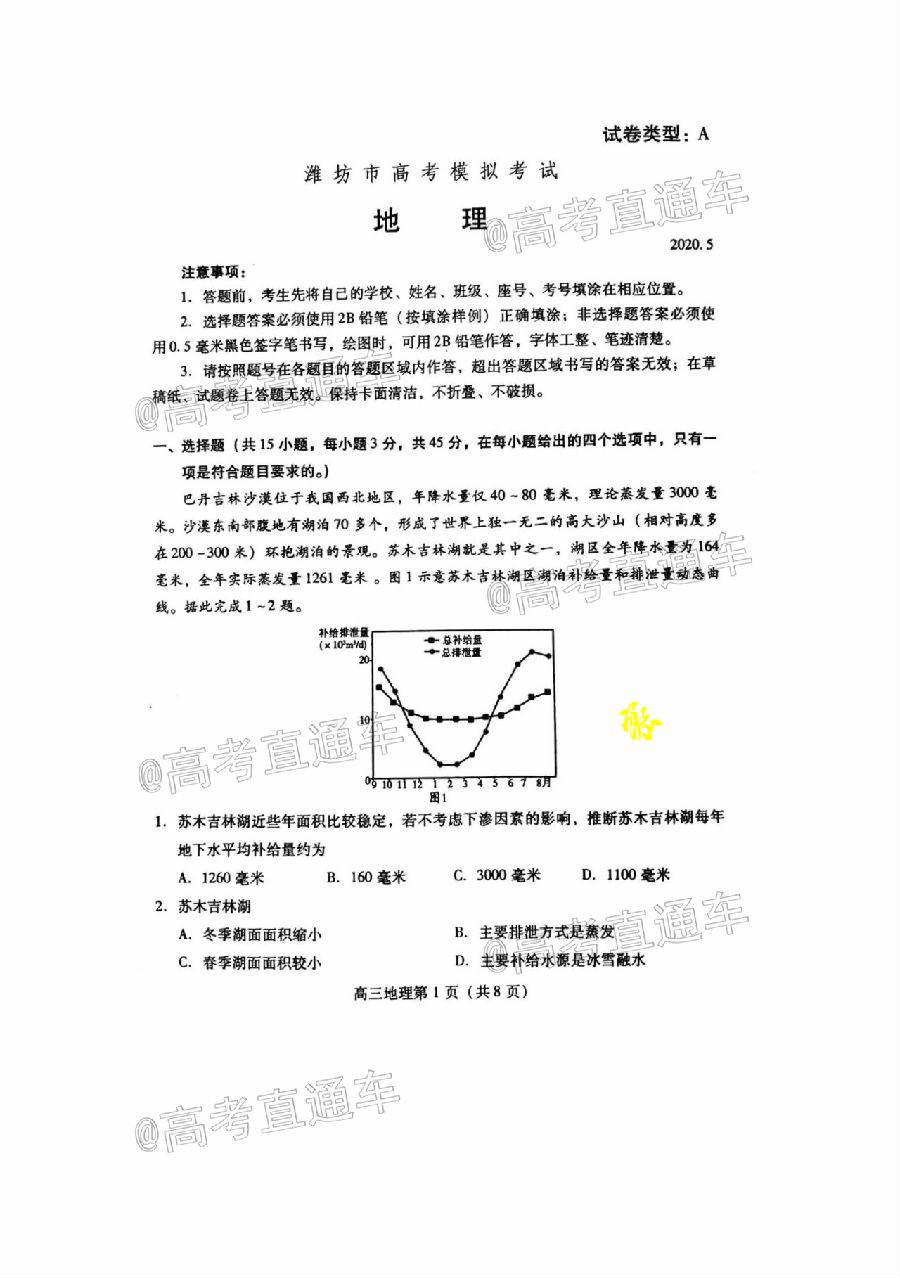 试卷类型：A
潍坊市高考模拟考试
地 理
@高考直通车
2020.5
注意事项：
1．答题前，考生先将自己的学校、姓名、班级、座号、考号填涂在相应位置。
2．选择题答案必须使用2B铅笔（按填涂样例）正确填涂；非选择题答案必须使
用0.5毫米黑色签字笔书写，绘图时，可用2B铅笔作答，字体工整、笔迹清楚。
3．请按照题号在各题目的答题区域内作答，超出答题区域书写的答案无效；在草
稿纸、试题卷上答题无效。保持卡面清洁，不折叠、不破损。
@高考直通车
一、选择题（共15小题，每小题3分，共45分，在每小题给出的四个选项中，只有一
项是符合题目要求的。）
巴丹吉林沙漠位于我国西北地区，年降水量仅40~80毫米，理论蒸发量3000毫
米。沙漠东南部腹地有湖泊70多个，形成了世界上独一无二的高大沙山（相对高度多
在200-300米）环抱湖泊的景观。苏木吉林湖就是其中之一，湖区全年降水量为164
毫米，全年实际蒸发量1261毫米。图1示意苏木吉林湖区湖泊补给量和排泄量动态曲
线。据此完成1~2题。
@高考直通车
补给排泄量
(×10³m³/d)
总补给量
总排泄量
20
10
0
9 10 11 12 1 2 3 4 5 6 7 8月
图1
@高考直通车
1．苏木吉林湖近些年面积比较稳定，若不考虑下渗因素的影响，推断苏木吉林湖每年
地下水平均补给量约为
A．1260毫米 B．160毫米 C．3000毫米 D．1100毫米
2．苏木吉林湖
A．冬季湖面面积缩小 B．主要排泄方式是蒸发
C．春季湖面面积较小 D．主要补给水源是冰雪融水
@高考直通车
高三地理第1页（共8页）
@高考直通车